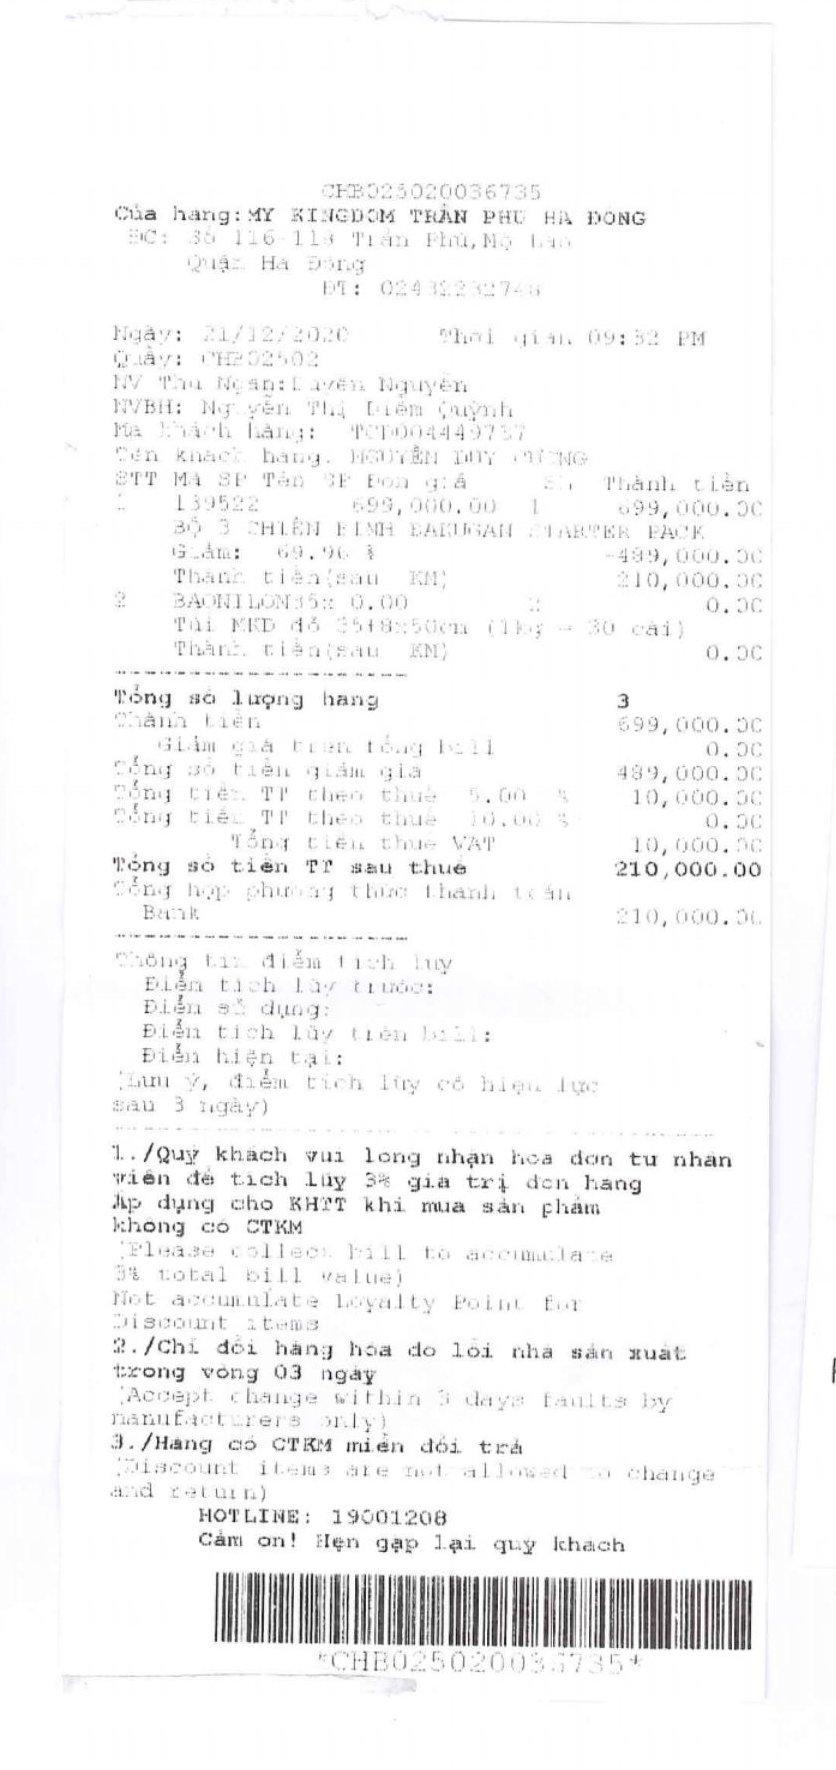 CHB025020036735
Cửa hàng:MY KINGDOM TRẦN PHÚ HÀ ĐÔNG
ĐC: Số 116-118 Trần Phú,Mộ Lao
Quận Hà Đông
ĐT: 02432232748
Ngày: 21/12/2020 Thời gian 09:32 PM
Quầy: CHB02502
NV Thu Ngân:Duyên Nguyễn
NVBH: Nguyễn Thị Diễm Quỳnh
Mã khách hàng: TCD004449757
Tên khách hàng: NGUYỄN DUY
STT Mã SP Tên SP Đơn giá SL Thành tiền
1 139522 699,000.00 1 699,000.00
BỘ 3 CHIẾN BINH BAKUGAN STARTER PACK
Giảm: 69.96 % -489,000.00
Thành tiền(sau KM) 210,000.00
2 BAONILON35x 0.00 2 0.00
Túi MKD đỏ 35+8x50cm (1kg = 30 cái)
Thành tiền(sau KM) 0.00
Tổng số lượng hàng 3
Thành tiền 699,000.00
Giảm giá trên tổng bill 0.00
Tổng số tiền giảm giá 489,000.00
Tổng tiền TT theo thuế 5.00 % 10,000.00
Tổng tiền TT theo thuế 10.00 % 0.00
Tổng tiền thuế VAT 10,000.00
Tổng số tiền TT sau thuế 210,000.00
Tổng hợp phương thức thanh toán
Bank 210,000.00
Thông tin điểm tích lũy
Điểm tích lũy trước:
Điểm sử dụng:
Điểm tích lũy trên bill:
Điểm hiện tại:
(Lưu ý, điểm tích lũy có hiệu lực
sau 3 ngày)
1./Quý khách vui lòng nhận hóa đơn từ nhân
viên để tích lũy 3% giá trị đơn hàng
Áp dụng cho KHTT khi mua sản phẩm
không có CTKM
(Please collect bill to accumulate
3% total bill value)
Not accumulate Loyalty Point for
Discount items
2./Chỉ đổi hàng hóa do lỗi nhà sản xuất
trong vòng 03 ngày
(Accept change within 3 days faults by
manufacturers only)
3./Hàng có CTKM miễn đổi trả
(Discount items are not allowed to change
and return)
HOTLINE: 19001208
Cảm ơn! Hẹn gặp lại quý khách
*CHB025020036735*